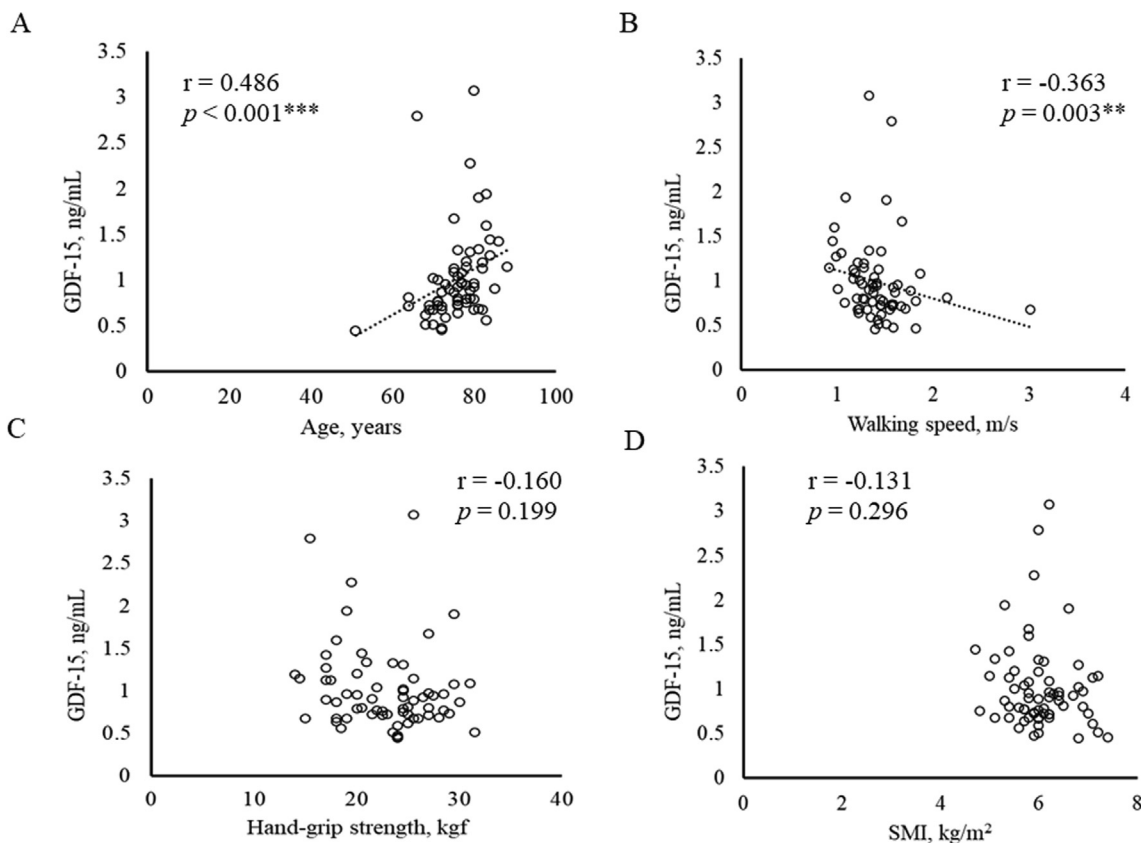 A
r = 0.486
p < 0.001***
GDF-15, ng/mL
3.5
3
2.5
2
1.5
1
0.5
0
0 20 40 60 80 100
Age, years
B
r = -0.363
p = 0.003**
GDF-15, ng/mL
3.5
3
2.5
2
1.5
1
0.5
0
0 1 2 3 4
Walking speed, m/s
C
r = -0.160
p = 0.199
GDF-15, ng/mL
3.5
3
2.5
2
1.5
1
0.5
0
0 10 20 30 40
Hand-grip strength, kgf
D
r = -0.131
p = 0.296
GDF-15, ng/mL
3.5
3
2.5
2
1.5
1
0.5
0
0 2 4 6 8
SMI, kg/m²